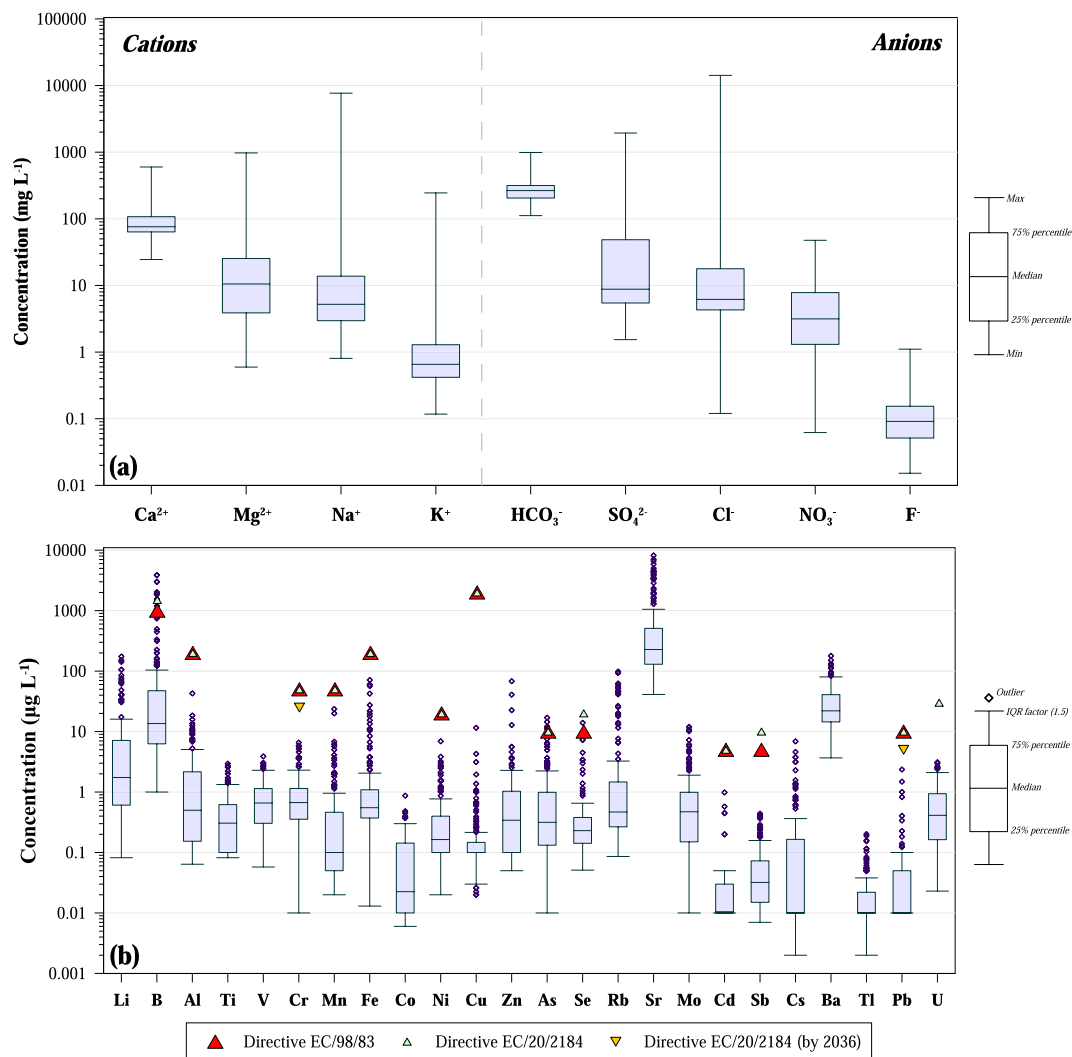 Cations
Anions
Concentration (mg L⁻¹)
100000
10000
1000
100
10
1
0.1
0.01
(a)
Ca²⁺ Mg²⁺ Na⁺ K⁺ HCO₃⁻ SO₄²⁻ Cl⁻ NO₃⁻ F⁻
Max
75% percentile
Median
25% percentile
Min
Concentration (µg L⁻¹)
10000
1000
100
10
1
0.1
0.01
0.001
(b)
Li B Al Ti V Cr Mn Fe Co Ni Cu Zn As Se Rb Sr Mo Cd Sb Cs Ba Tl Pb U
Outlier
IQR factor (1.5)
75% percentile
Median
25% percentile
Directive EC/98/83 Directive EC/20/2184 Directive EC/20/2184 (by 2036)